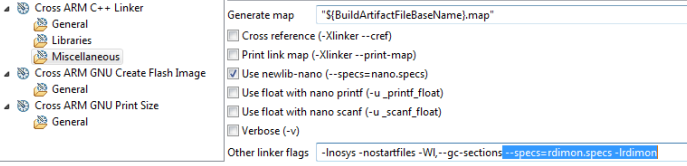 Cross ARM C++ Linker
General
Libraries
Miscellaneous
Cross ARM GNU Create Flash Image
General
Cross ARM GNU Print Size
General
Generate map "${BuildArtifactFileBaseName}.map"
Cross reference (-Xlinker --cref)
Print link map (-Xlinker --print-map)
Use newlib-nano (--specs=nano.specs)
Use float with nano printf (-u _printf_float)
Use float with nano scanf (-u _scanf_float)
Verbose (-v)
Other linker flags -lnosys -nostartfiles -Wl,--gc-sections --specs=rdimon.specs -lrdimon